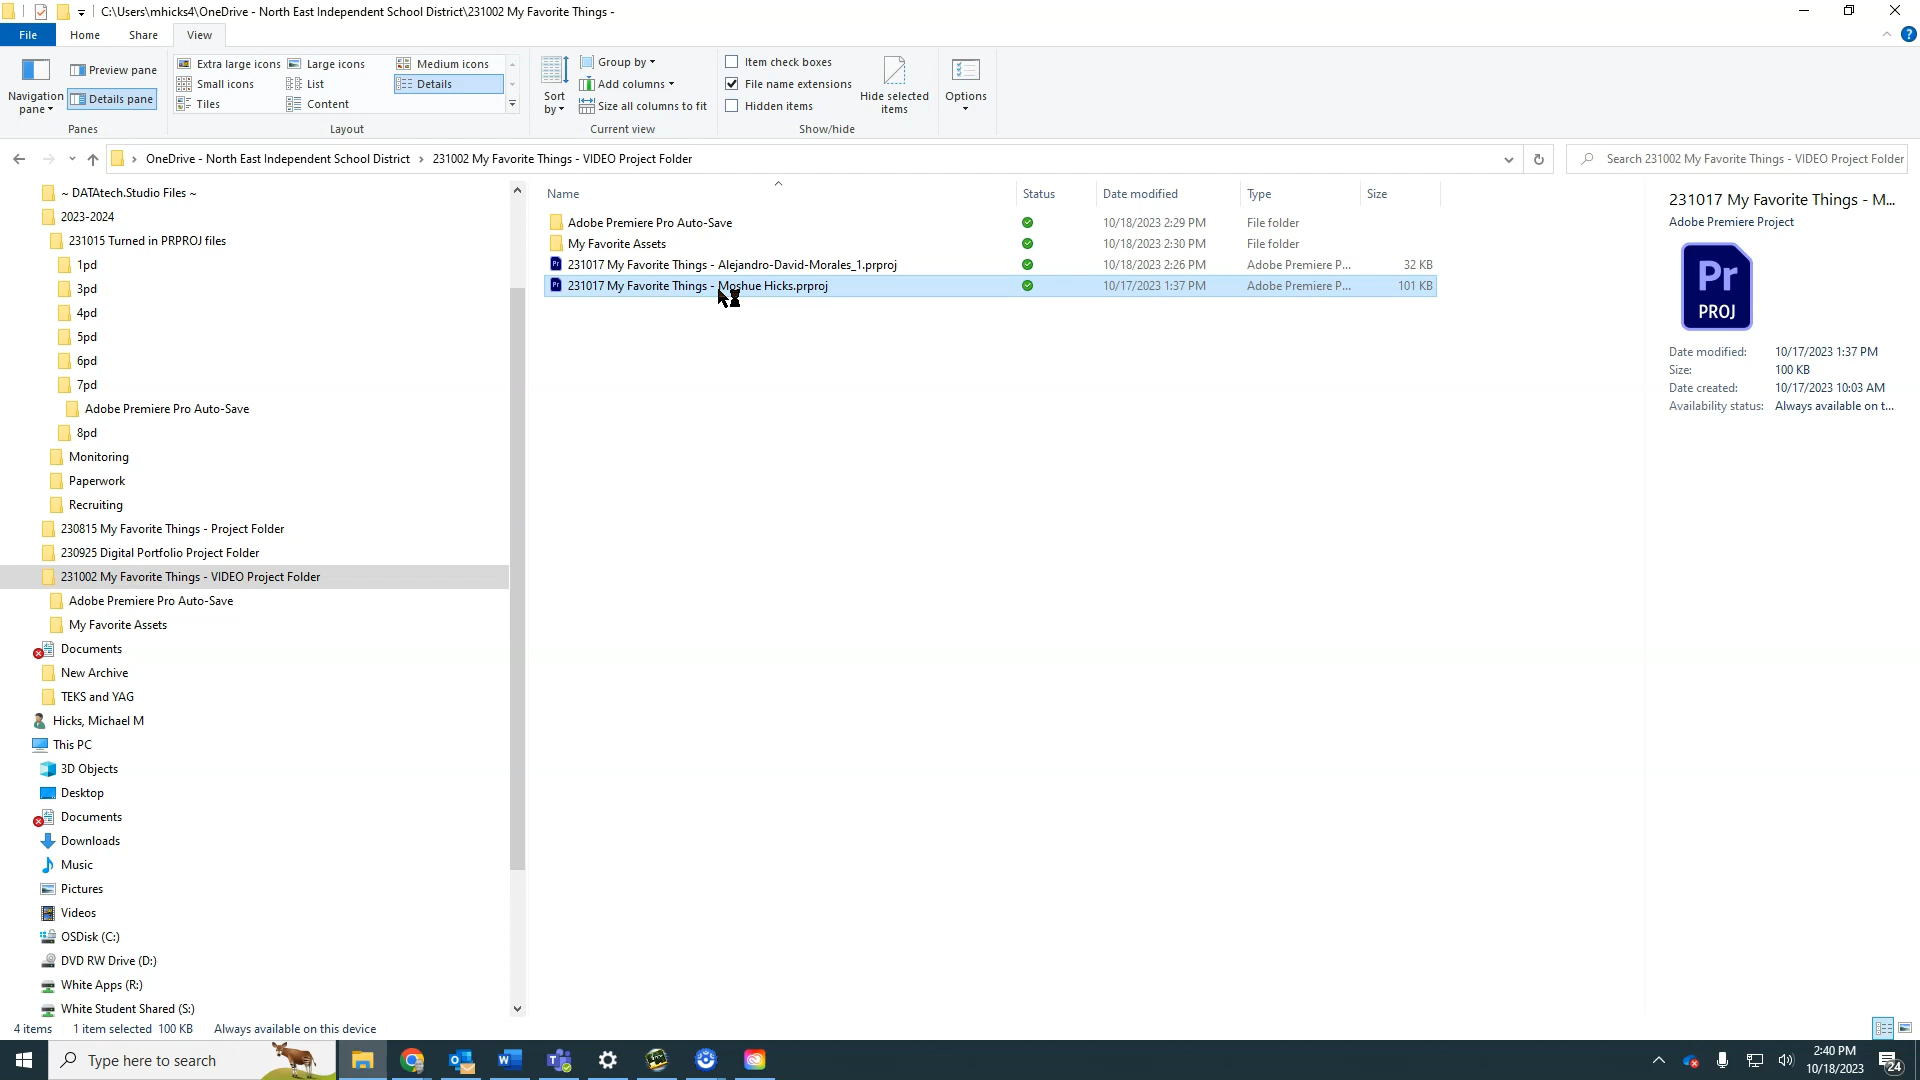 C:\Users\mhicks4\OneDrive - North East Independent School District\231002 My Favorite Things -
File Home Share View
Navigation pane
Preview pane
Details pane
Panes
Extra large icons Large icons Medium icons
Small icons List Details
Tiles Content
Layout
Sort by
Group by
Add columns
Size all columns to fit
Current view
Item check boxes
File name extensions
Hidden items
Hide selected items
Show/hide
Options
OneDrive - North East Independent School District › 231002 My Favorite Things - VIDEO Project Folder
Search 231002 My Favorite Things - VIDEO Project Folder
~ DATAtech.Studio Files ~
2023-2024
231015 Turned in PRPROJ files
1pd
3pd
4pd
5pd
6pd
7pd
Adobe Premiere Pro Auto-Save
8pd
Monitoring
Paperwork
Recruiting
230815 My Favorite Things - Project Folder
230925 Digital Portfolio Project Folder
231002 My Favorite Things - VIDEO Project Folder
Adobe Premiere Pro Auto-Save
My Favorite Assets
Documents
New Archive
TEKS and YAG
Hicks, Michael M
This PC
3D Objects
Desktop
Documents
Downloads
Music
Pictures
Videos
OSDisk (C:)
DVD RW Drive (D:)
White Apps (R:)
White Student Shared (S:)
Name Status Date modified Type Size
Adobe Premiere Pro Auto-Save 10/18/2023 2:29 PM File folder
My Favorite Assets 10/18/2023 2:30 PM File folder
231017 My Favorite Things - Alejandro-David-Morales_1.prproj 10/18/2023 2:26 PM Adobe Premiere P... 32 KB
231017 My Favorite Things - Moshue Hicks.prproj 10/17/2023 1:37 PM Adobe Premiere P... 101 KB
231017 My Favorite Things - M...
Adobe Premiere Project
Pr
PROJ
Date modified: 10/17/2023 1:37 PM
Size: 100 KB
Date created: 10/17/2023 10:03 AM
Availability status: Always available on t...
4 items 1 item selected 100 KB Always available on this device
Type here to search
2:40 PM
10/18/2023
24